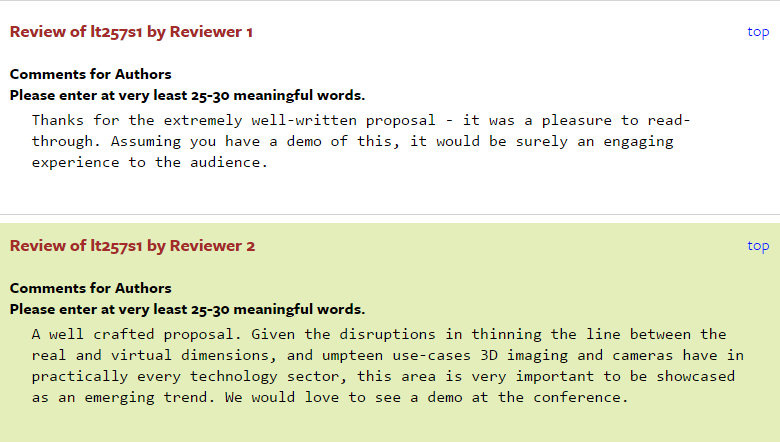 Review of lt257s1 by Reviewer 1
top
Comments for Authors
Please enter at very least 25-30 meaningful words.
Thanks for the extremely well-written proposal - it was a pleasure to read-
through. Assuming you have a demo of this, it would be surely an engaging
experience to the audience.
Review of lt257s1 by Reviewer 2
top
Comments for Authors
Please enter at very least 25-30 meaningful words.
A well crafted proposal. Given the disruptions in thinning the line between the
real and virtual dimensions, and umpteen use-cases 3D imaging and cameras have in
practically every technology sector, this area is very important to be showcased
as an emerging trend. We would love to see a demo at the conference.